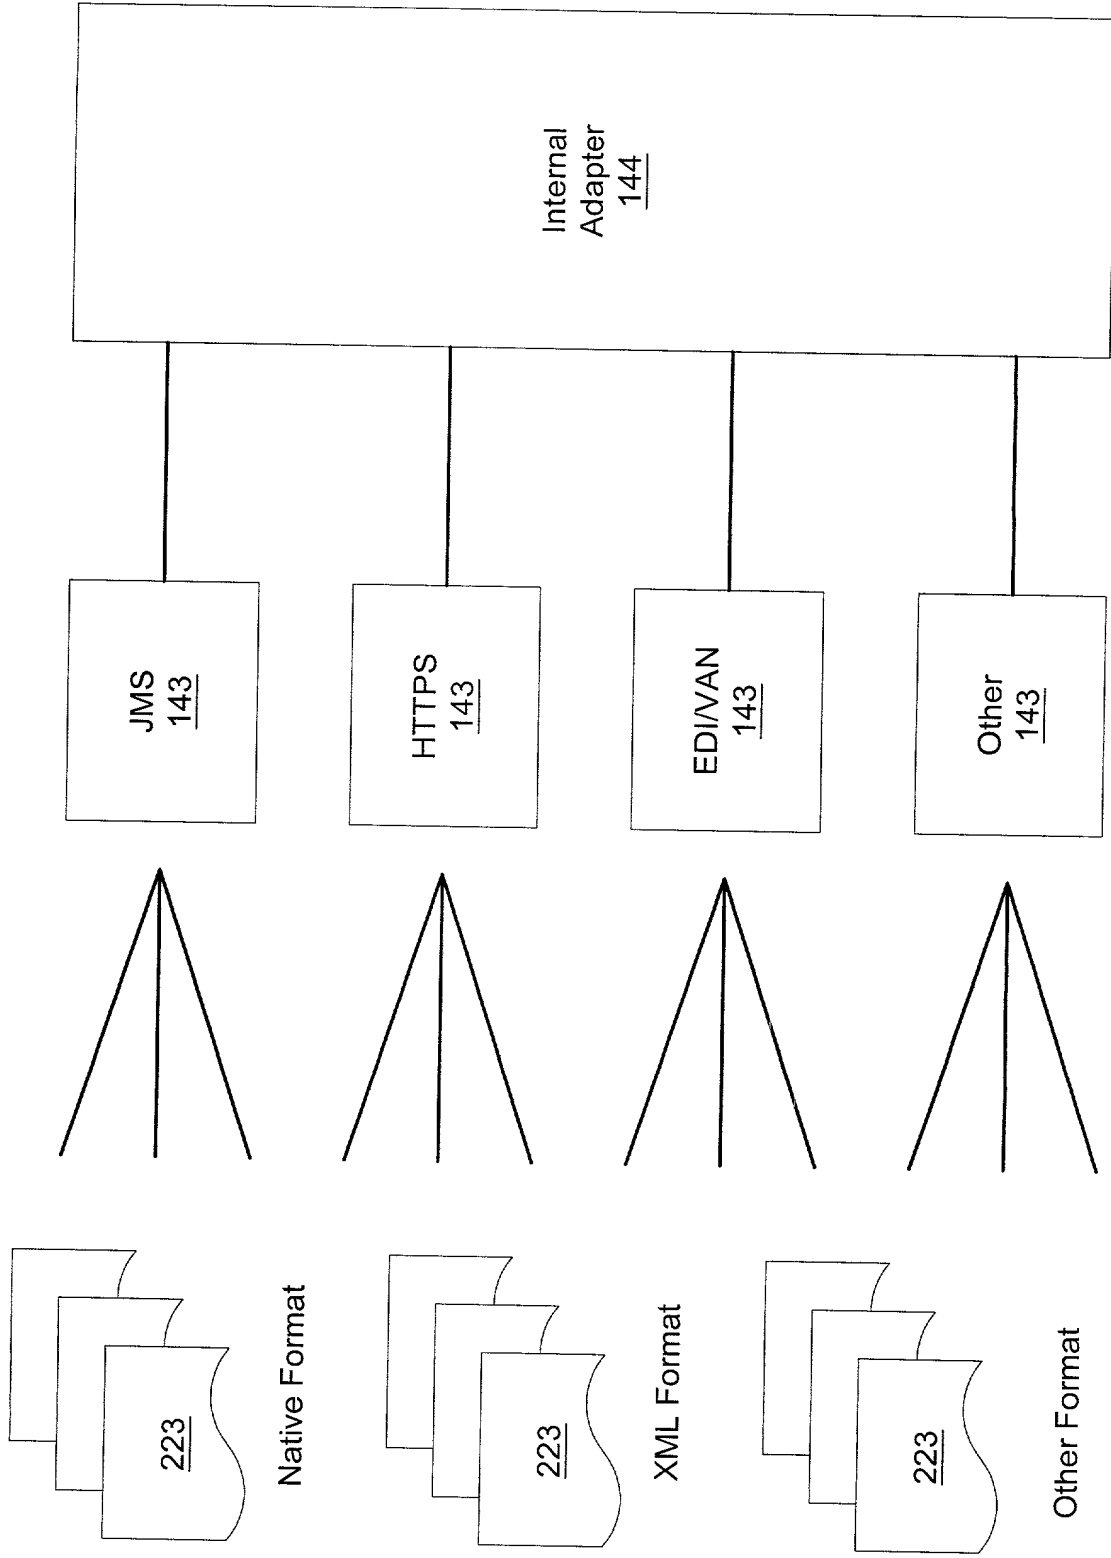 Internal
Adapter
144
JMS
143
HTTPS
143
EDI/VAN
143
Other
143
223
Native Format
223
XML Format
223
Other Format